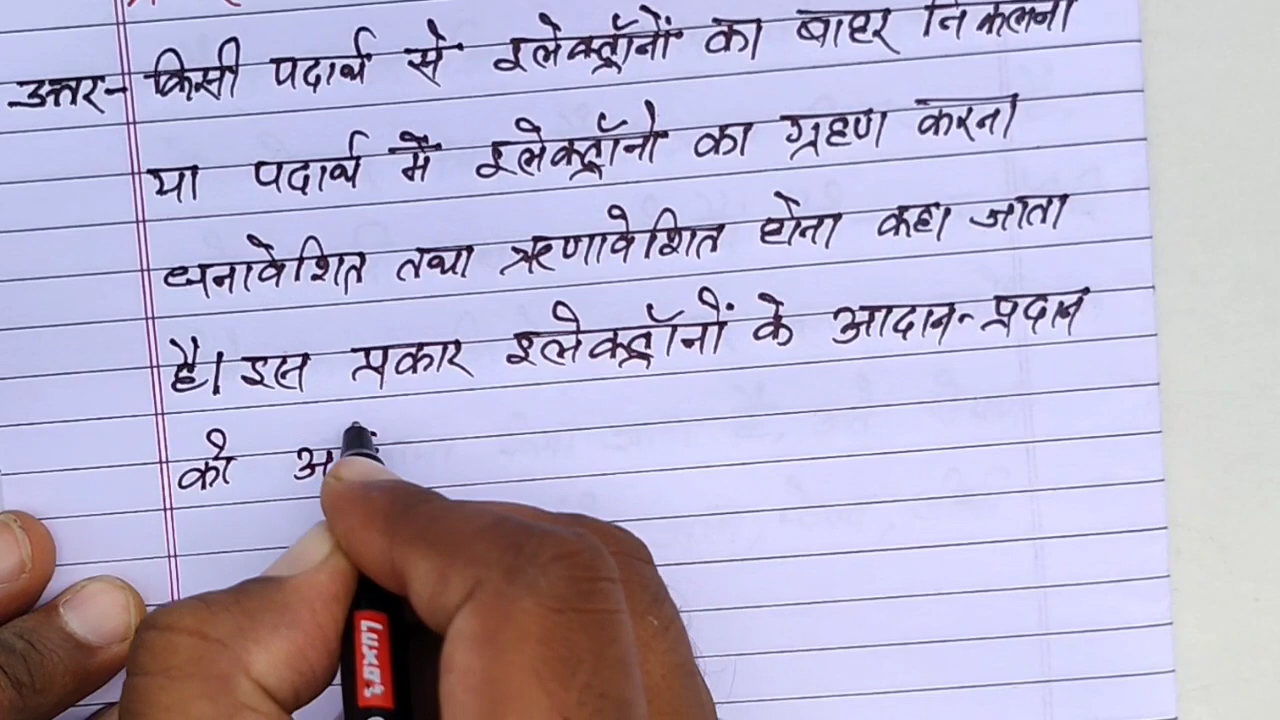 उत्तर- किसी पदार्थ से इलेक्ट्रॉनों का बाहर निकलना
या पदार्थ में इलेक्ट्रॉनो का ग्रहण करना
धनावेशित तथा ऋणावेशित होना कहा जाता
है। इस प्रकार इलेक्ट्रॉनों के आदान-प्रदान
को
LUXOR